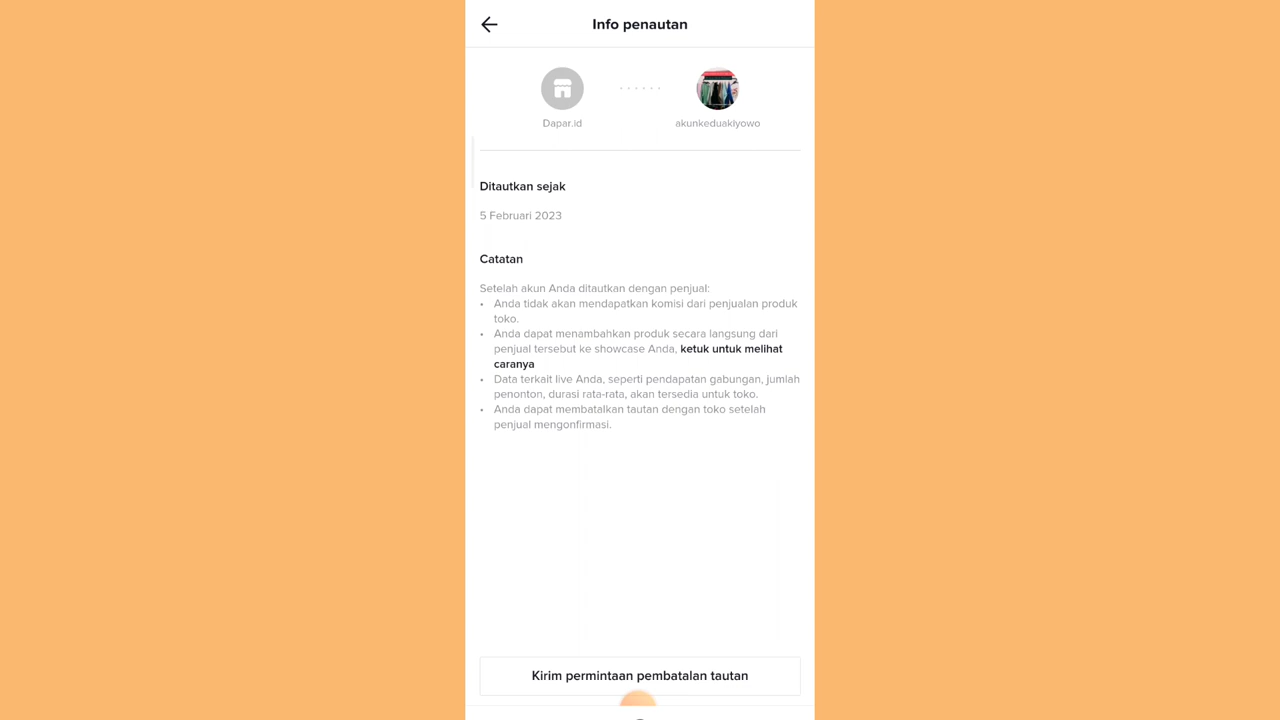 Info penautan
Dapar.id
akunkeduakiyowo
Ditautkan sejak
5 Februari 2023
Catatan
Setelah akun Anda ditautkan dengan penjual:
• Anda tidak akan mendapatkan komisi dari penjualan produk
toko.
• Anda dapat menambahkan produk secara langsung dari
penjual tersebut ke showcase Anda, ketuk untuk melihat
caranya
• Data terkait live Anda, seperti pendapatan gabungan, jumlah
penonton, durasi rata-rata, akan tersedia untuk toko.
• Anda dapat membatalkan tautan dengan toko setelah
penjual mengonfirmasi.
Kirim permintaan pembatalan tautan